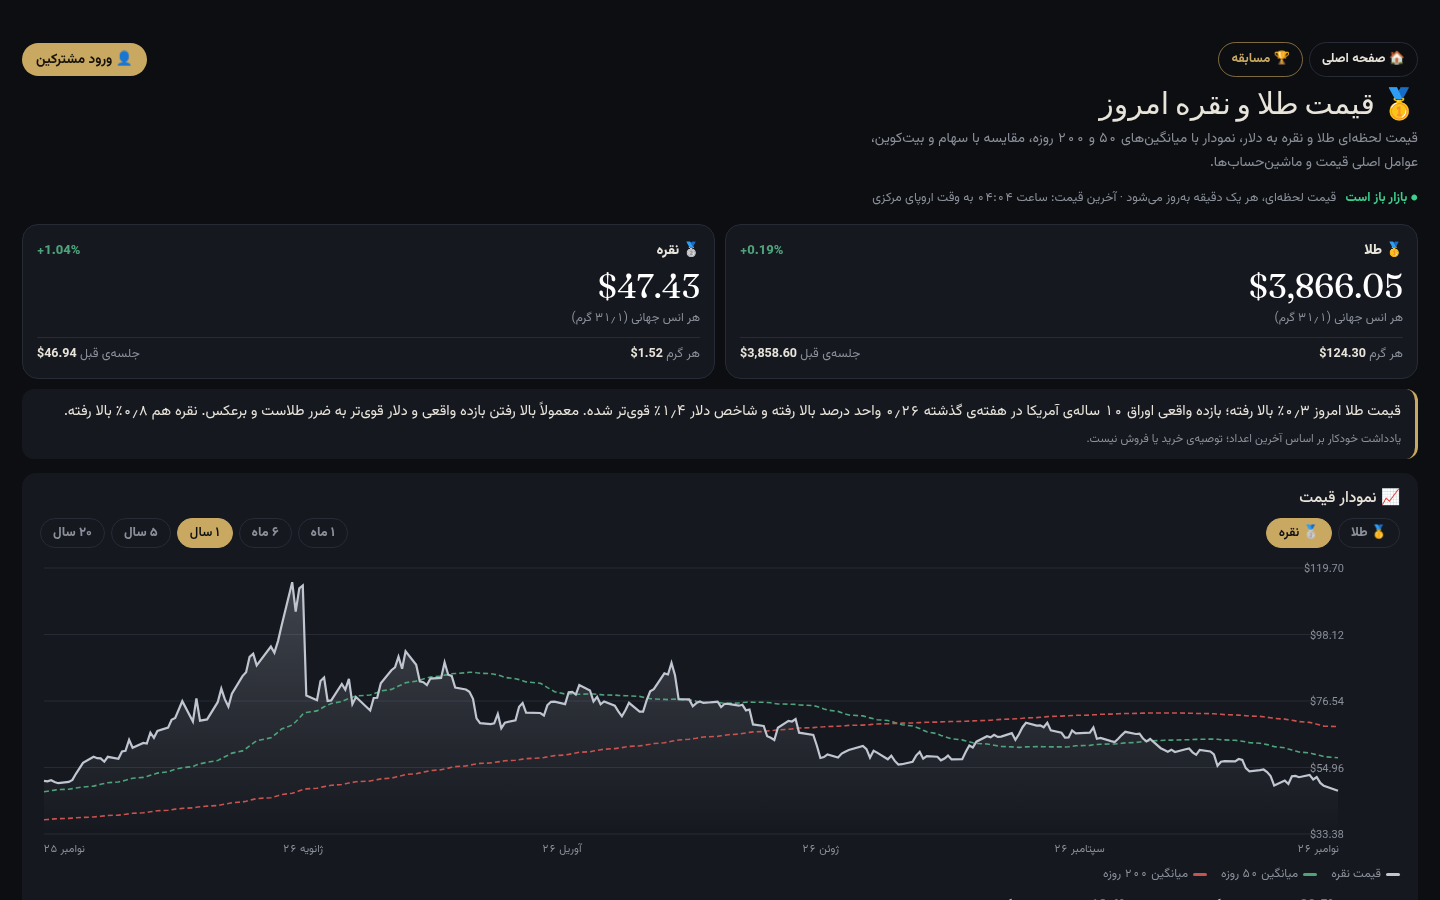 🏠 صفحه اصلی
🏆 مسابقه
👤 ورود مشترکین
🥇 قیمت طلا و نقره امروز
قیمت لحظه‌ای طلا و نقره به دلار، نمودار با میانگین‌های ۵۰ و ۲۰۰ روزه، مقایسه با سهام و بیت‌کوین،
عوامل اصلی قیمت و ماشین‌حساب‌ها.
● بازار باز است قیمت لحظه‌ای، هر یک دقیقه به‌روز می‌شود · آخرین قیمت: ساعت ۰۴:۰۴ به وقت اروپای مرکزی
🥇 طلا
+0.19%
$3,866.05
هر انس جهانی (۳۱٫۱ گرم)
هر گرم $124.30
جلسه‌ی قبل $3,858.60
🥈 نقره
+1.04%
$47.43
هر انس جهانی (۳۱٫۱ گرم)
هر گرم $1.52
جلسه‌ی قبل $46.94
قیمت طلا امروز ۰٫۳٪ بالا رفته؛ بازده واقعی اوراق ۱۰ ساله‌ی آمریکا در هفته‌ی گذشته ۰٫۲۶ واحد درصد بالا رفته و شاخص دلار ۱٫۴٪ قوی‌تر شده. معمولاً بالا رفتن بازده واقعی و دلار قوی‌تر به ضرر طلاست و برعکس. نقره هم ۰٫۸٪ بالا رفته.
یادداشت خودکار بر اساس آخرین اعداد؛ توصیه‌ی خرید یا فروش نیست.
📈 نمودار قیمت
🥇 طلا
🥈 نقره
۱ ماه
۶ ماه
۱ سال
۵ سال
۲۰ سال
$119.70
$98.12
$76.54
$54.96
$33.38
نوامبر ۲۵
ژانویه ۲۶
آوریل ۲۶
ژوئن ۲۶
سپتامبر ۲۶
نوامبر ۲۶
قیمت نقره
میانگین ۵۰ روزه
میانگین ۲۰۰ روزه